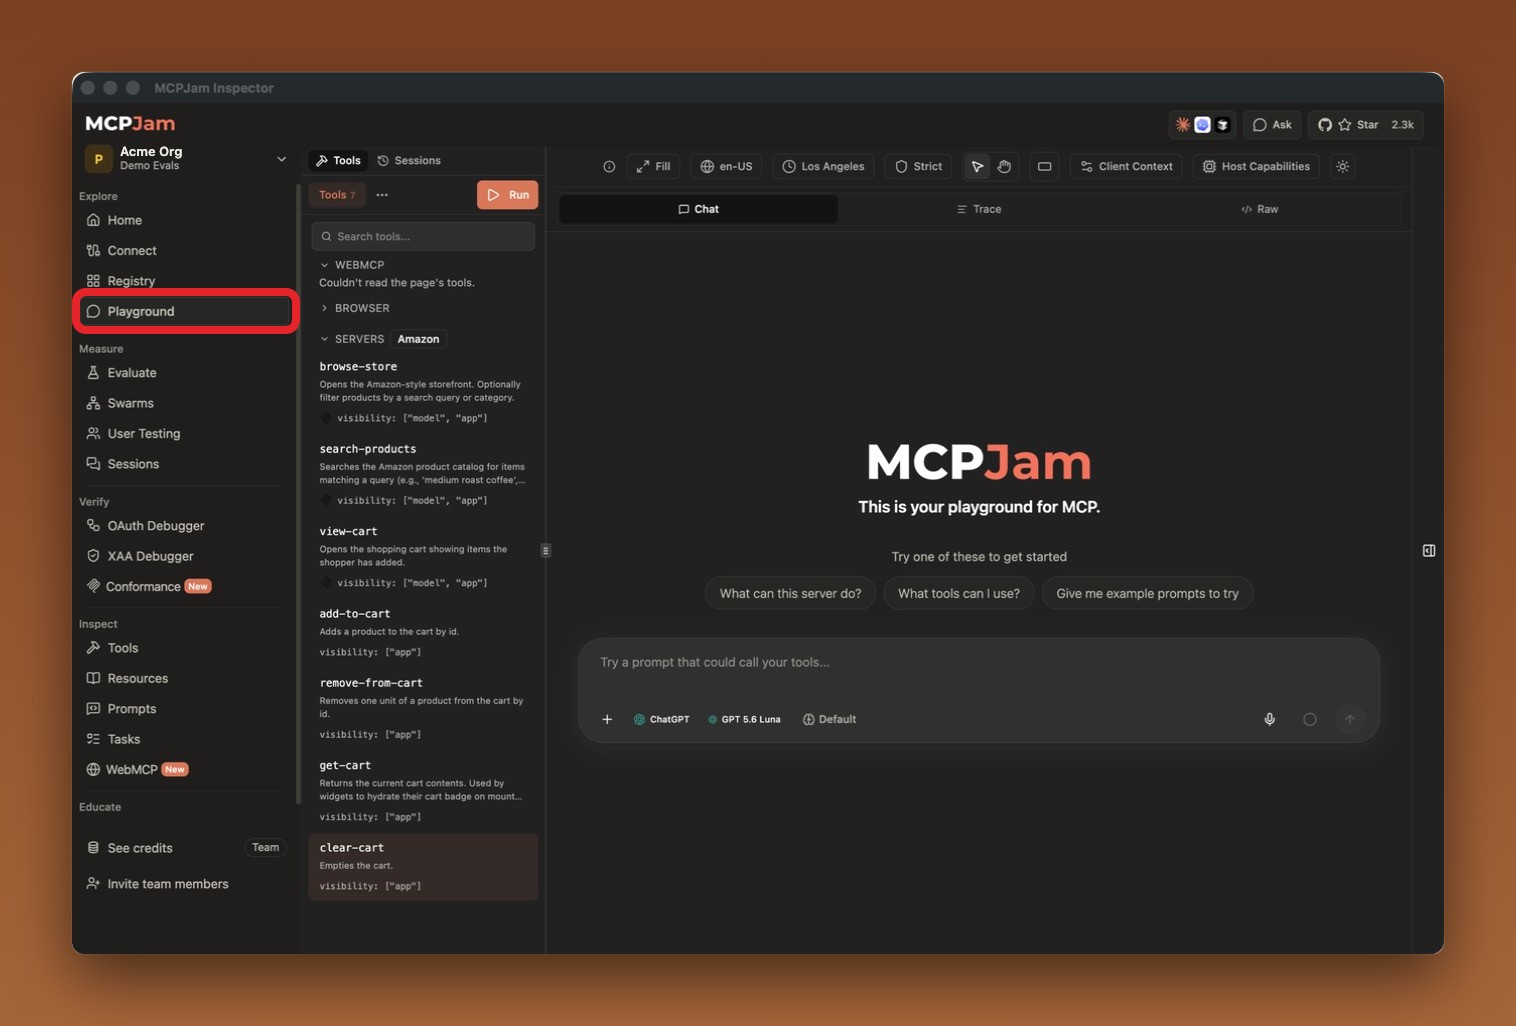 MCPJam Inspector
MCPJam
Ask
Star 2.3k
P
Acme Org
Demo Evals
Explore
Home
Connect
Registry
Playground
Measure
Evaluate
Swarms
User Testing
Sessions
Verify
OAuth Debugger
XAA Debugger
Conformance New
Inspect
Tools
Resources
Prompts
Tasks
WebMCP New
Educate
See credits Team
Invite team members
Tools Sessions
Tools 7 ··· Run
Search tools...
WEBMCP
Couldn't read the page's tools.
BROWSER
SERVERS Amazon
browse-store
Opens the Amazon-style storefront. Optionally
filter products by a search query or category.
visibility: ["model", "app"]
search-products
Searches the Amazon product catalog for items
matching a query (e.g., 'medium roast coffee',...
visibility: ["model", "app"]
view-cart
Opens the shopping cart showing items the
shopper has added.
visibility: ["model", "app"]
add-to-cart
Adds a product to the cart by id.
visibility: ["app"]
remove-from-cart
Removes one unit of a product from the cart by
id.
visibility: ["app"]
get-cart
Returns the current cart contents. Used by
widgets to hydrate their cart badge on mount...
visibility: ["app"]
clear-cart
Empties the cart.
visibility: ["app"]
Fill en-US Los Angeles Strict Client Context Host Capabilities
Chat Trace Raw
MCPJam
This is your playground for MCP.
Try one of these to get started
What can this server do? What tools can I use? Give me example prompts to try
Try a prompt that could call your tools...
ChatGPT GPT 5.6 Luna Default